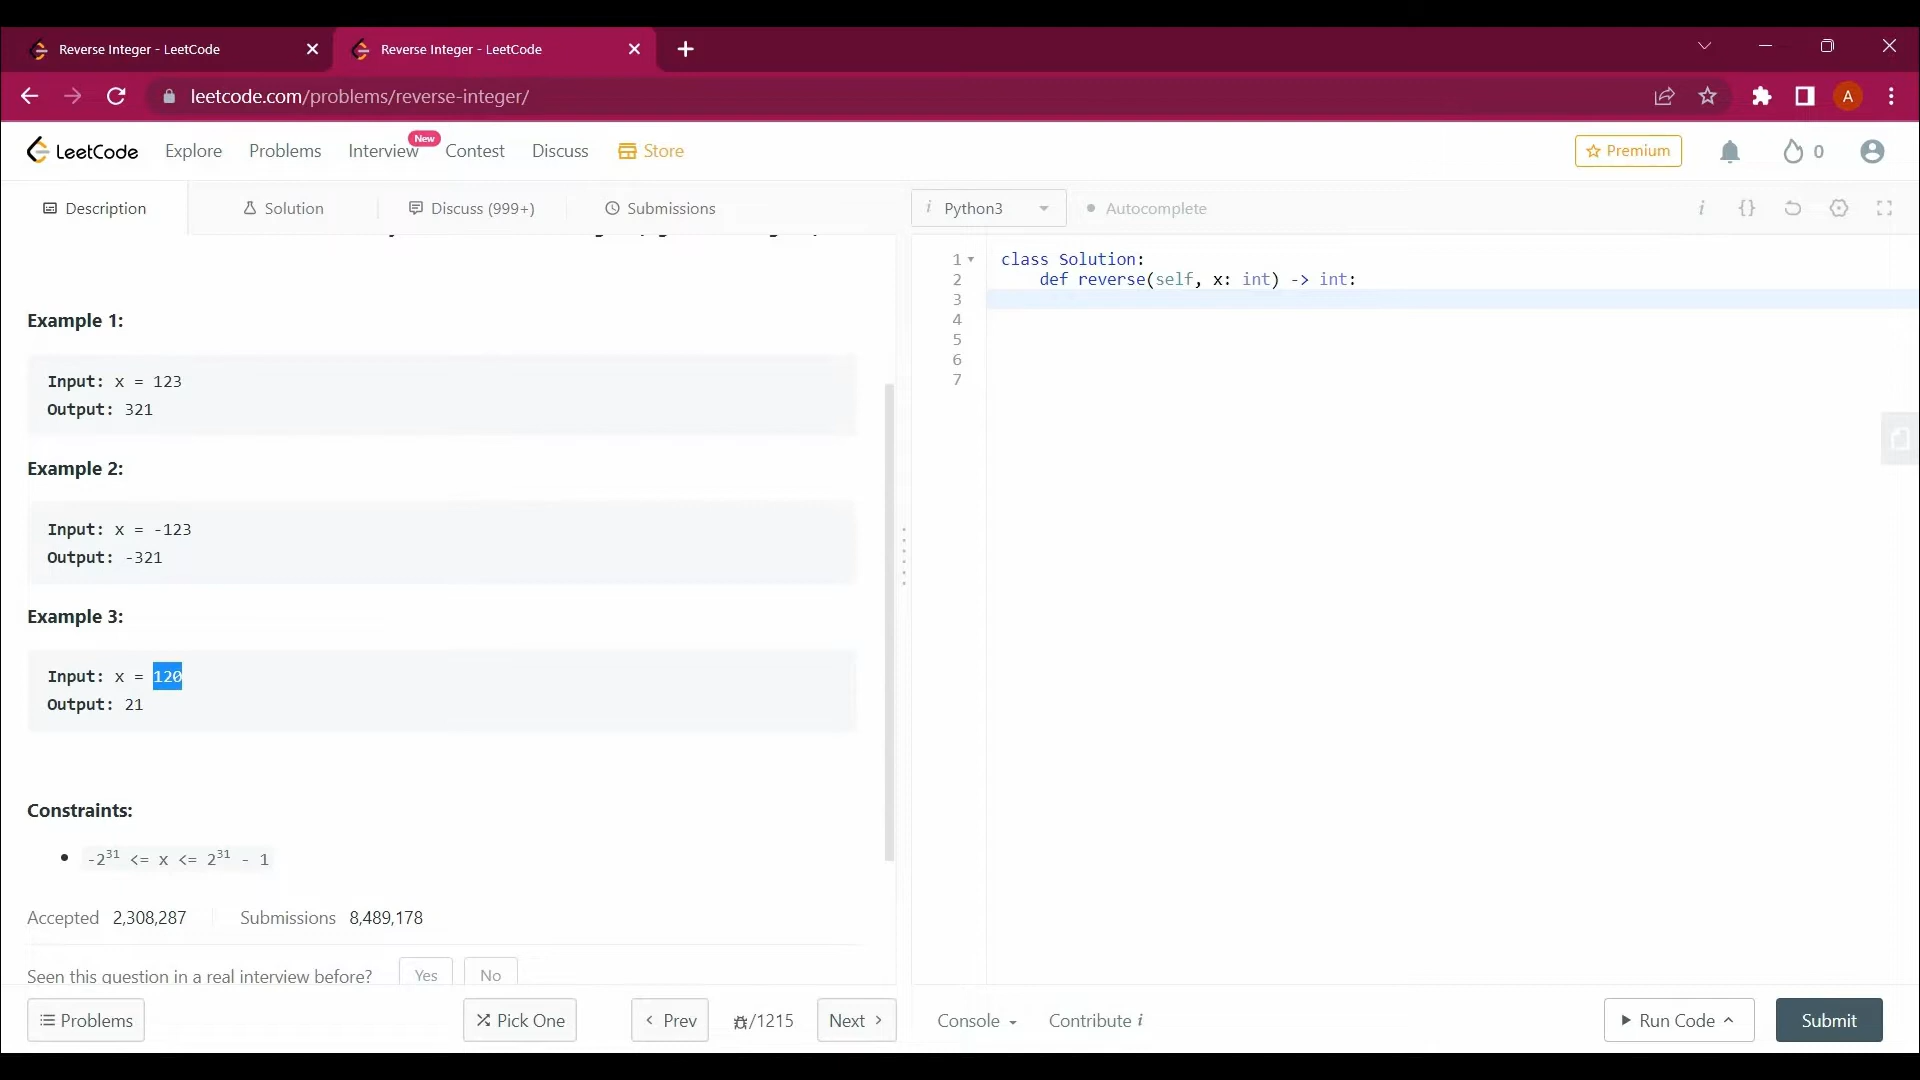 Reverse Integer - LeetCode
Reverse Integer - LeetCode
leetcode.com/problems/reverse-integer/
A
LeetCode Explore Problems Interview New Contest Discuss Store
Premium 0
Description Solution Discuss (999+) Submissions
i Python3 Autocomplete i {}
Example 1:
Input: x = 123
Output: 321
Example 2:
Input: x = -123
Output: -321
Example 3:
Input: x = 120
Output: 21
Constraints:
-2³¹ <= x <= 2³¹ - 1
Accepted 2,308,287 Submissions 8,489,178
Seen this question in a real interview before? Yes No
1 class Solution:
2 def reverse(self, x: int) -> int:
3
4
5
6
7
Problems Pick One Prev /1215 Next
Console Contribute i Run Code Submit